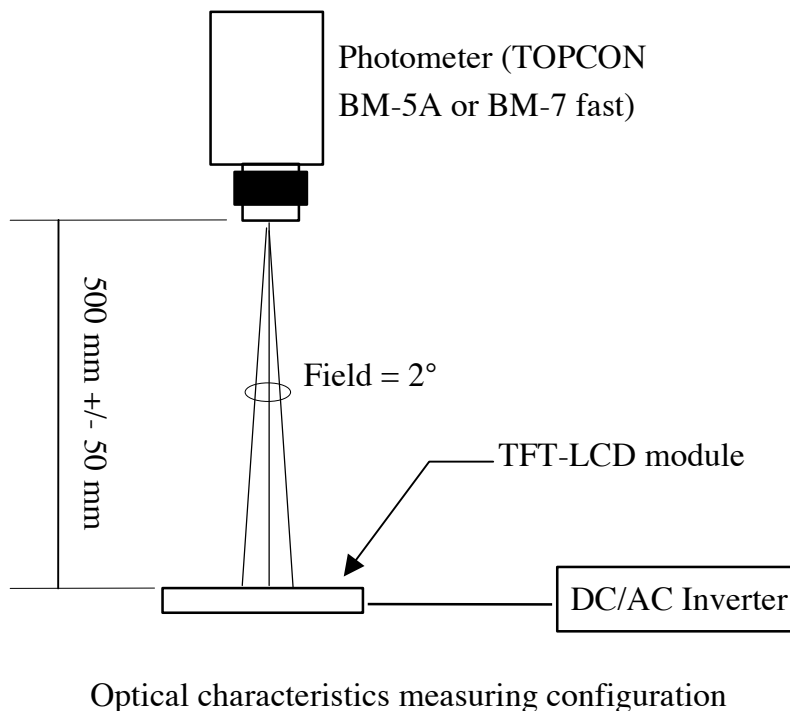 Photometer (TOPCON
BM-5A or BM-7 fast)
500 mm +/- 50 mm
Field = 2°
TFT-LCD module
DC/AC Inverter
Optical characteristics measuring configuration